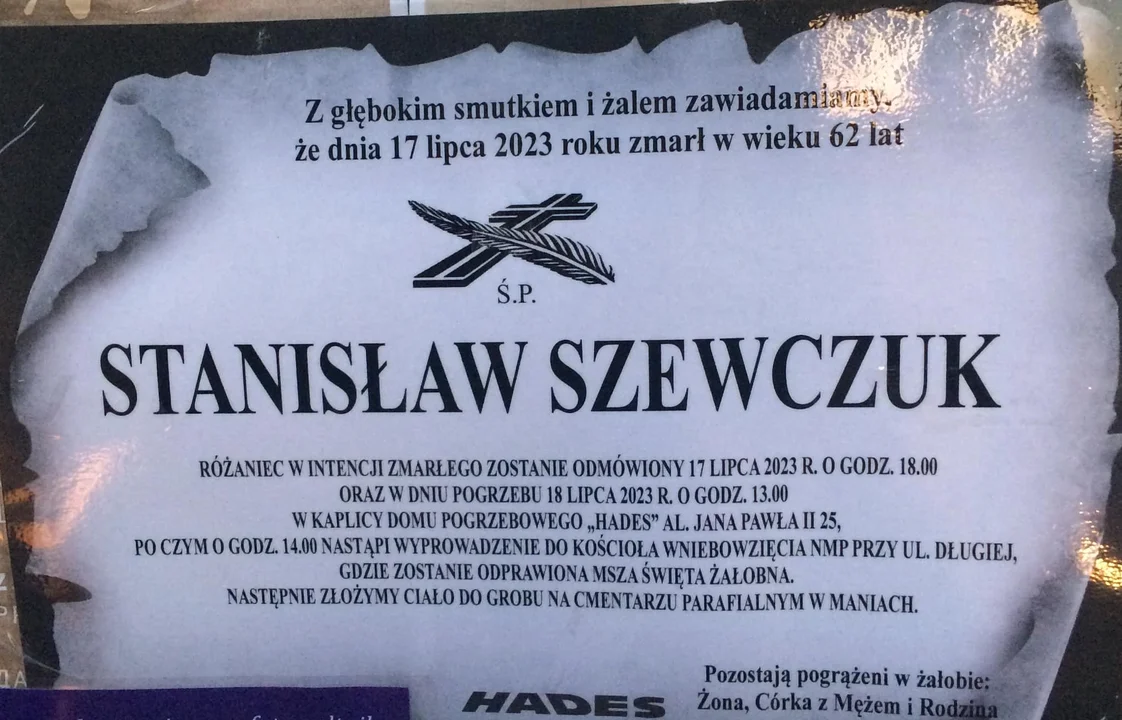 Z głębokim smutkiem i żalem zawiadamiamy,
że dnia 17 lipca 2023 roku zmarł w wieku 62 lat
Ś.P.
STANISŁAW SZEWCZUK
RÓŻANIEC W INTENCJI ZMARŁEGO ZOSTANIE ODMÓWIONY 17 LIPCA 2023 R. O GODZ. 18.00
ORAZ W DNIU POGRZEBU 18 LIPCA 2023 R. O GODZ. 13.00
W KAPLICY DOMU POGRZEBOWEGO „HADES” AL. JANA PAWŁA II 25,
PO CZYM O GODZ. 14.00 NASTĄPI WYPROWADZENIE DO KOŚCIOŁA WNIEBOWZIĘCIA NMP PRZY UL. DŁUGIEJ,
GDZIE ZOSTANIE ODPRAWIONA MSZA ŚWIĘTA ŻAŁOBNA.
NASTĘPNIE ZŁOŻYMY CIAŁO DO GROBU NA CMENTARZU PARAFIALNYM W MANIACH.
Pozostają pogrążeni w żałobie:
Żona, Córka z Mężem i Rodzina
HADES